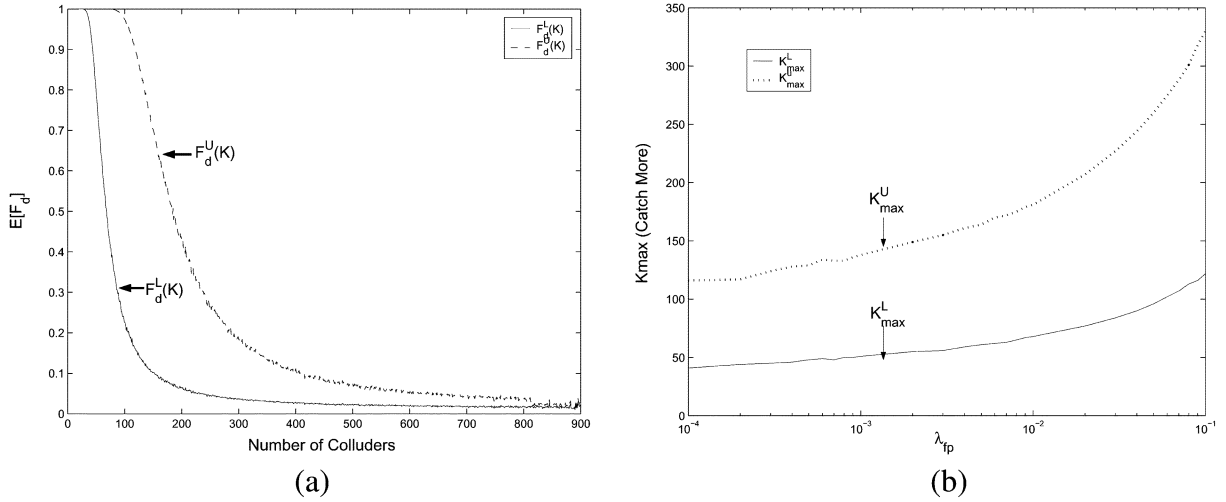 1
0.9
0.8
0.7
0.6
0.5
0.4
0.3
0.2
0.1
0
E[F_d]
F_d^L(K)
F_d^U(K)
F_d^U(K)
F_d^L(K)
0 100 200 300 400 500 600 700 800 900
Number of Colluders
(a)
350
300
250
200
150
100
50
0
Kmax (Catch More)
K_max^L
K_max^U
K_max^U
K_max^L
10^-4 10^-3 10^-2 10^-1
λ_fp
(b)